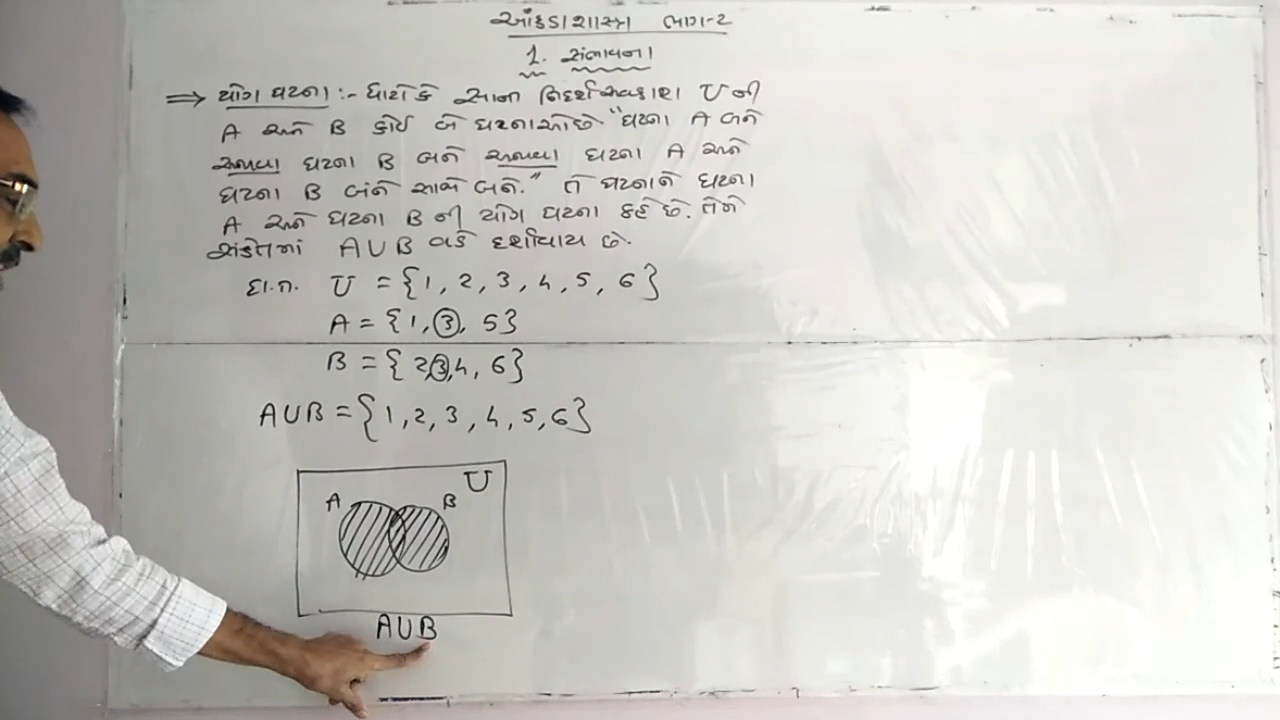 આંકડાશાસ્ત્ર ભાગ-2
1. સંભાવના
⇒ યોગ ઘટના :- ધારો કે સાન્ત નિદર્શઅવકાશ U ની
A અને B કોઈ બે ઘટનાઓ છે. "ઘટના A બને
અથવા ઘટના B બને અથવા ઘટના A અને
ઘટના B બંને સાથે બને." તે ઘટનાને ઘટના
A અને ઘટના B ની યોગ ઘટના કહે છે. તેને
સંકેતમાં A∪B વડે દર્શાવાય છે.
દા.ત. U = {1, 2, 3, 4, 5, 6}
A = {1, 3, 5}
B = {2, 3, 4, 6}
A∪B = {1, 2, 3, 4, 5, 6}
U
A B
A∪B